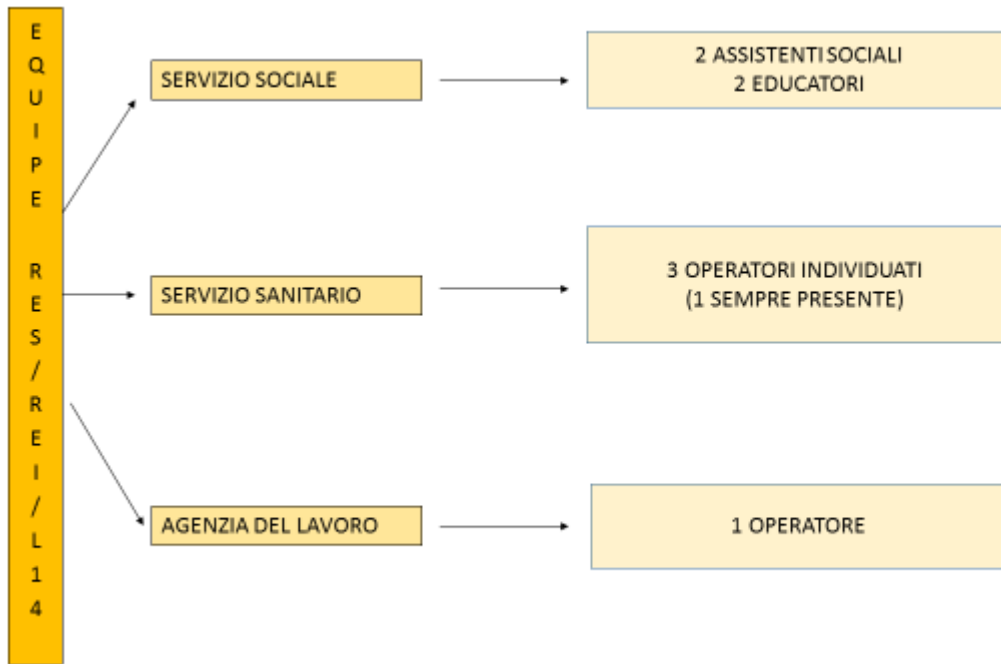 EQUIPE RES/REI/L14
SERVIZIO SOCIALE
2 ASSISTENTI SOCIALI
2 EDUCATORI
SERVIZIO SANITARIO
3 OPERATORI INDIVIDUATI
(1 SEMPRE PRESENTE)
AGENZIA DEL LAVORO
1 OPERATORE